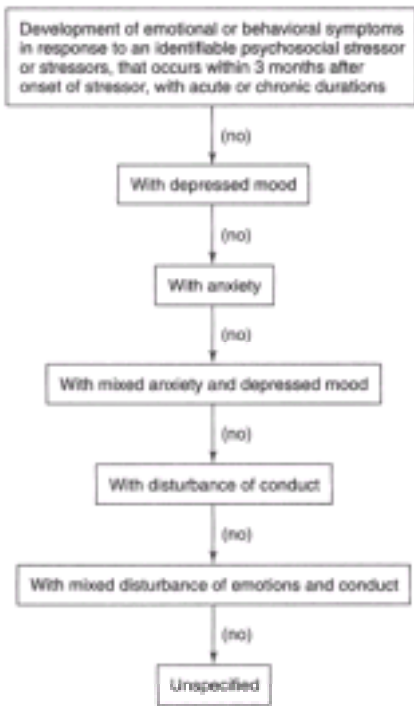 Development of emotional or behavioral symptoms
in response to an identifiable psychosocial stressor
or stressors, that occurs within 3 months after
onset of stressor, with acute or chronic durations
(no)
With depressed mood
(no)
With anxiety
(no)
With mixed anxiety and depressed mood
(no)
With disturbance of conduct
(no)
With mixed disturbance of emotions and conduct
(no)
Unspecified